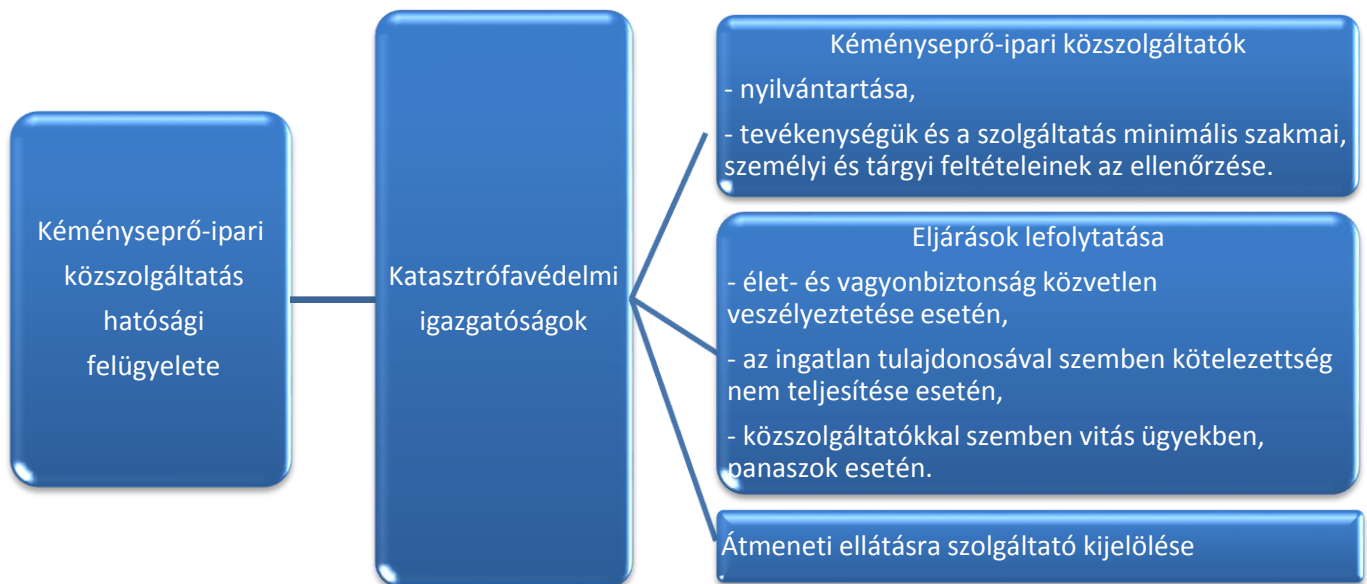 Kéményseprő-ipari
közszolgáltatás
hatósági
felügyelete
Katasztrófavédelmi
igazgatóságok
Kéményseprő-ipari közszolgáltatók
- nyilvántartása,
- tevékenységük és a szolgáltatás minimális szakmai,
személyi és tárgyi feltételeinek az ellenőrzése.
Eljárások lefolytatása
- élet- és vagyonbiztonság közvetlen
veszélyeztetése esetén,
- az ingatlan tulajdonosával szemben kötelezettség
nem teljesítése esetén,
- közszolgáltatókkal szemben vitás ügyekben,
panaszok esetén.
Átmeneti ellátásra szolgáltató kijelölése